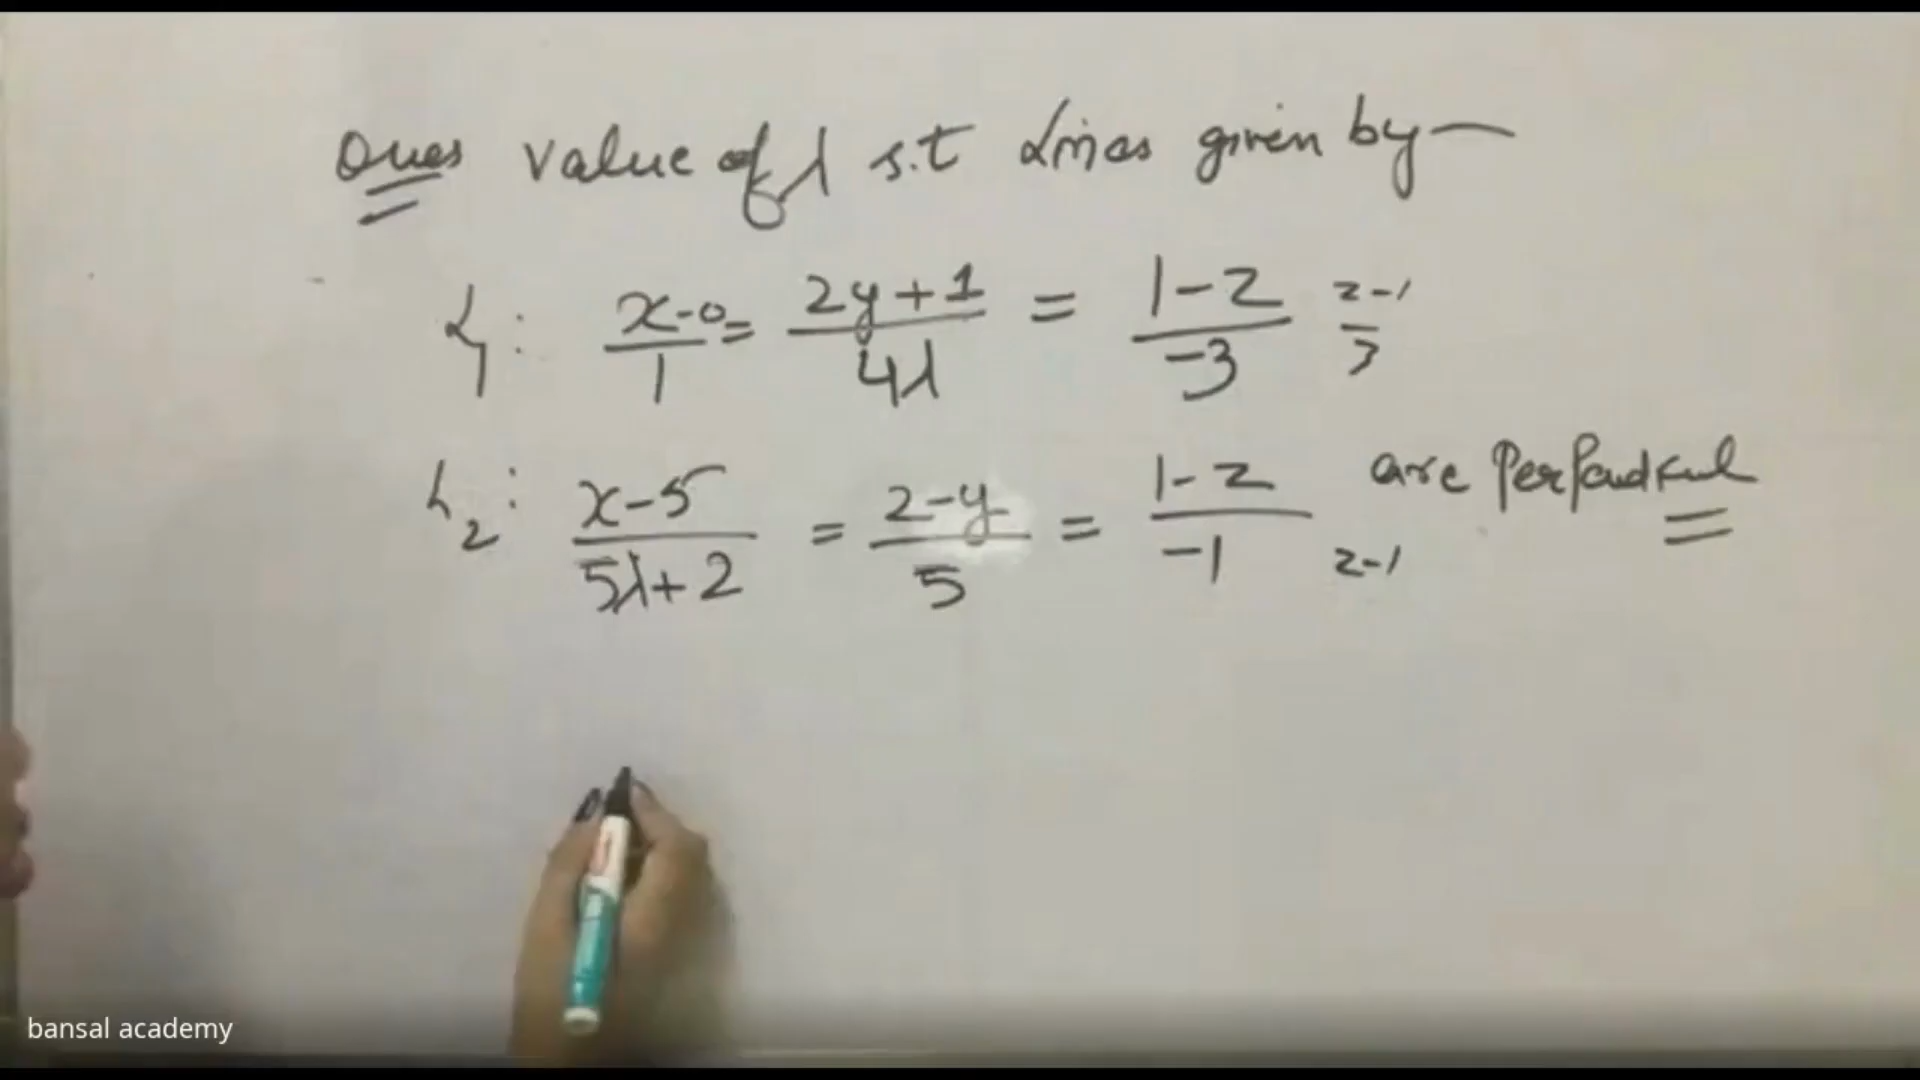 Ques value of λ s.t Lines given by —
L1: x-0/1 = 2y+1/4λ = 1-z/-3 z-1/3
L2: x-5/5λ+2 = 2-y/5 = 1-z/-1 z-1 are
bansal academy